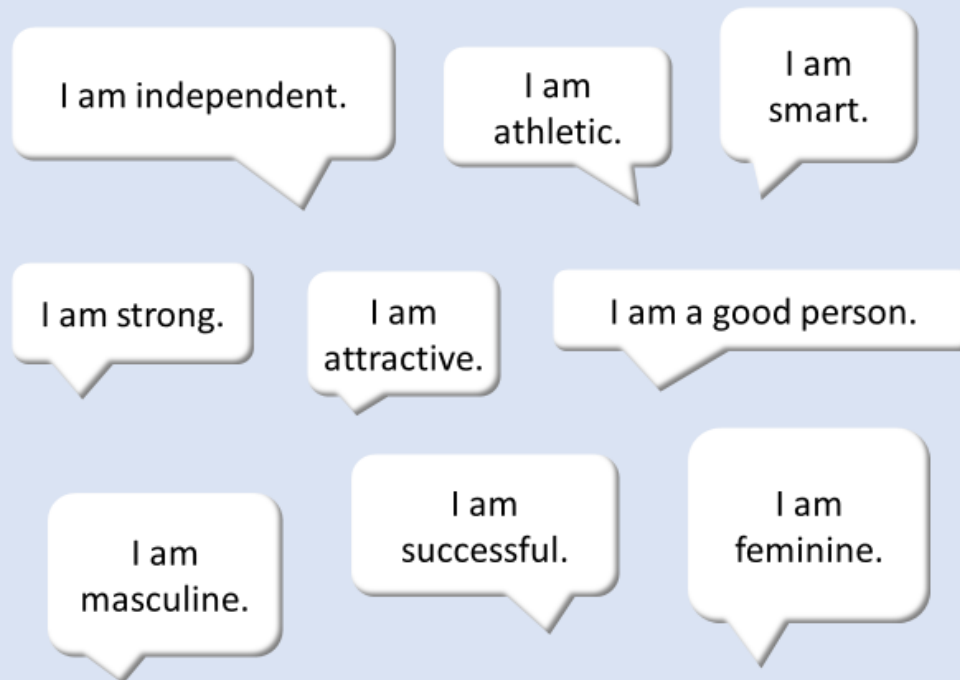 I am independent.
I am
athletic.
I am
smart.
I am strong.
I am
attractive.
I am a good person.
I am
masculine.
I am
successful.
I am
feminine.